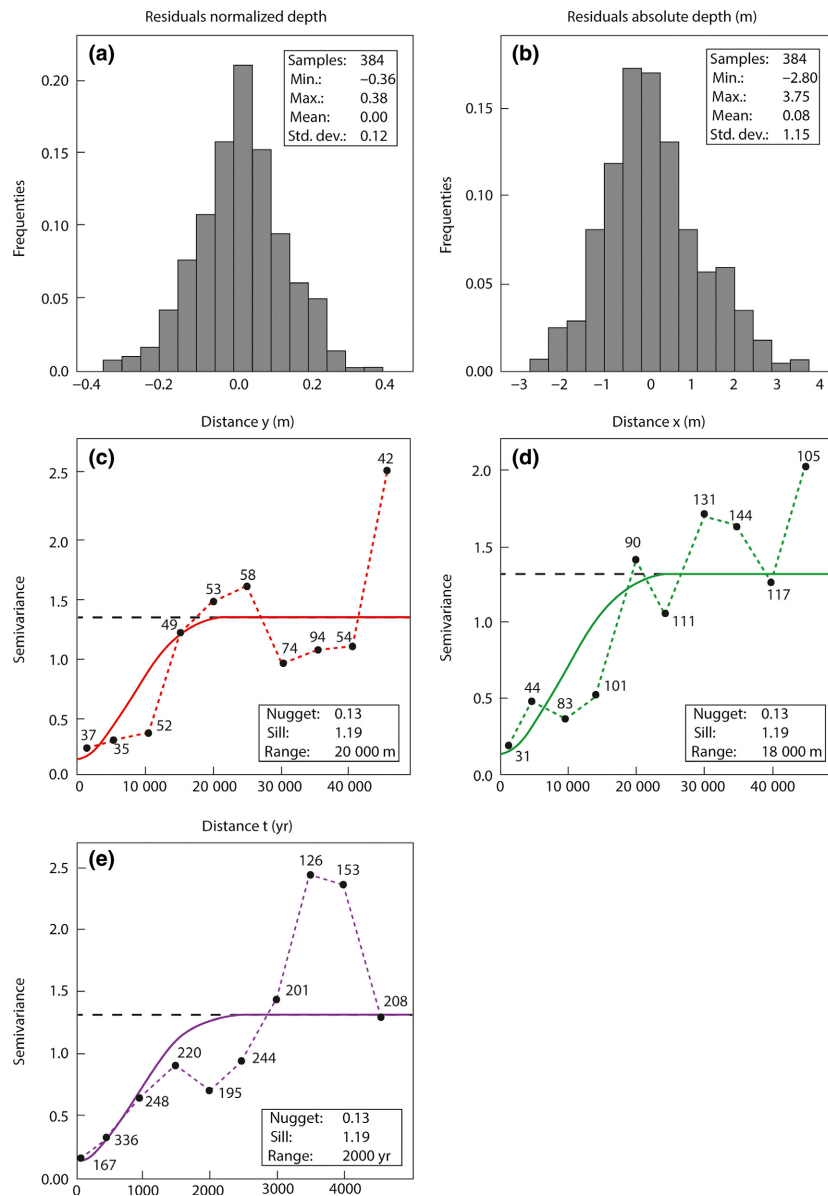 Residuals normalized depth
(a)
Samples: 384
Min.: −0.36
Max.: 0.38
Mean: 0.00
Std. dev.: 0.12
Frequenties
0.20
0.15
0.10
0.05
0.0
−0.4 −0.2 0.0 0.2 0.4
Residuals absolute depth (m)
(b)
Samples: 384
Min.: −2.80
Max.: 3.75
Mean: 0.08
Std. dev.: 1.15
Frequenties
0.15
0.10
0.05
0.00
−3 −2 −1 0 1 2 3 4
Distance y (m)
(c)
Semivariance
2.5
2.0
1.5
1.0
0.5
0.0
37 35 52 49 53 58 74 94 54 42
Nugget: 0.13
Sill: 1.19
Range: 20 000 m
0 10 000 20 000 30 000 40 000
Distance x (m)
(d)
Semivariance
2.0
1.5
1.0
0.5
0.0
31 44 83 101 90 111 131 144 117 105
Nugget: 0.13
Sill: 1.19
Range: 18 000 m
0 10 000 20 000 30 000 40 000
Distance t (yr)
(e)
Semivariance
2.5
2.0
1.5
1.0
0.5
0.00
167 336 248 220 195 244 201 126 153 208
Nugget: 0.13
Sill: 1.19
Range: 2000 yr
0 1000 2000 3000 4000